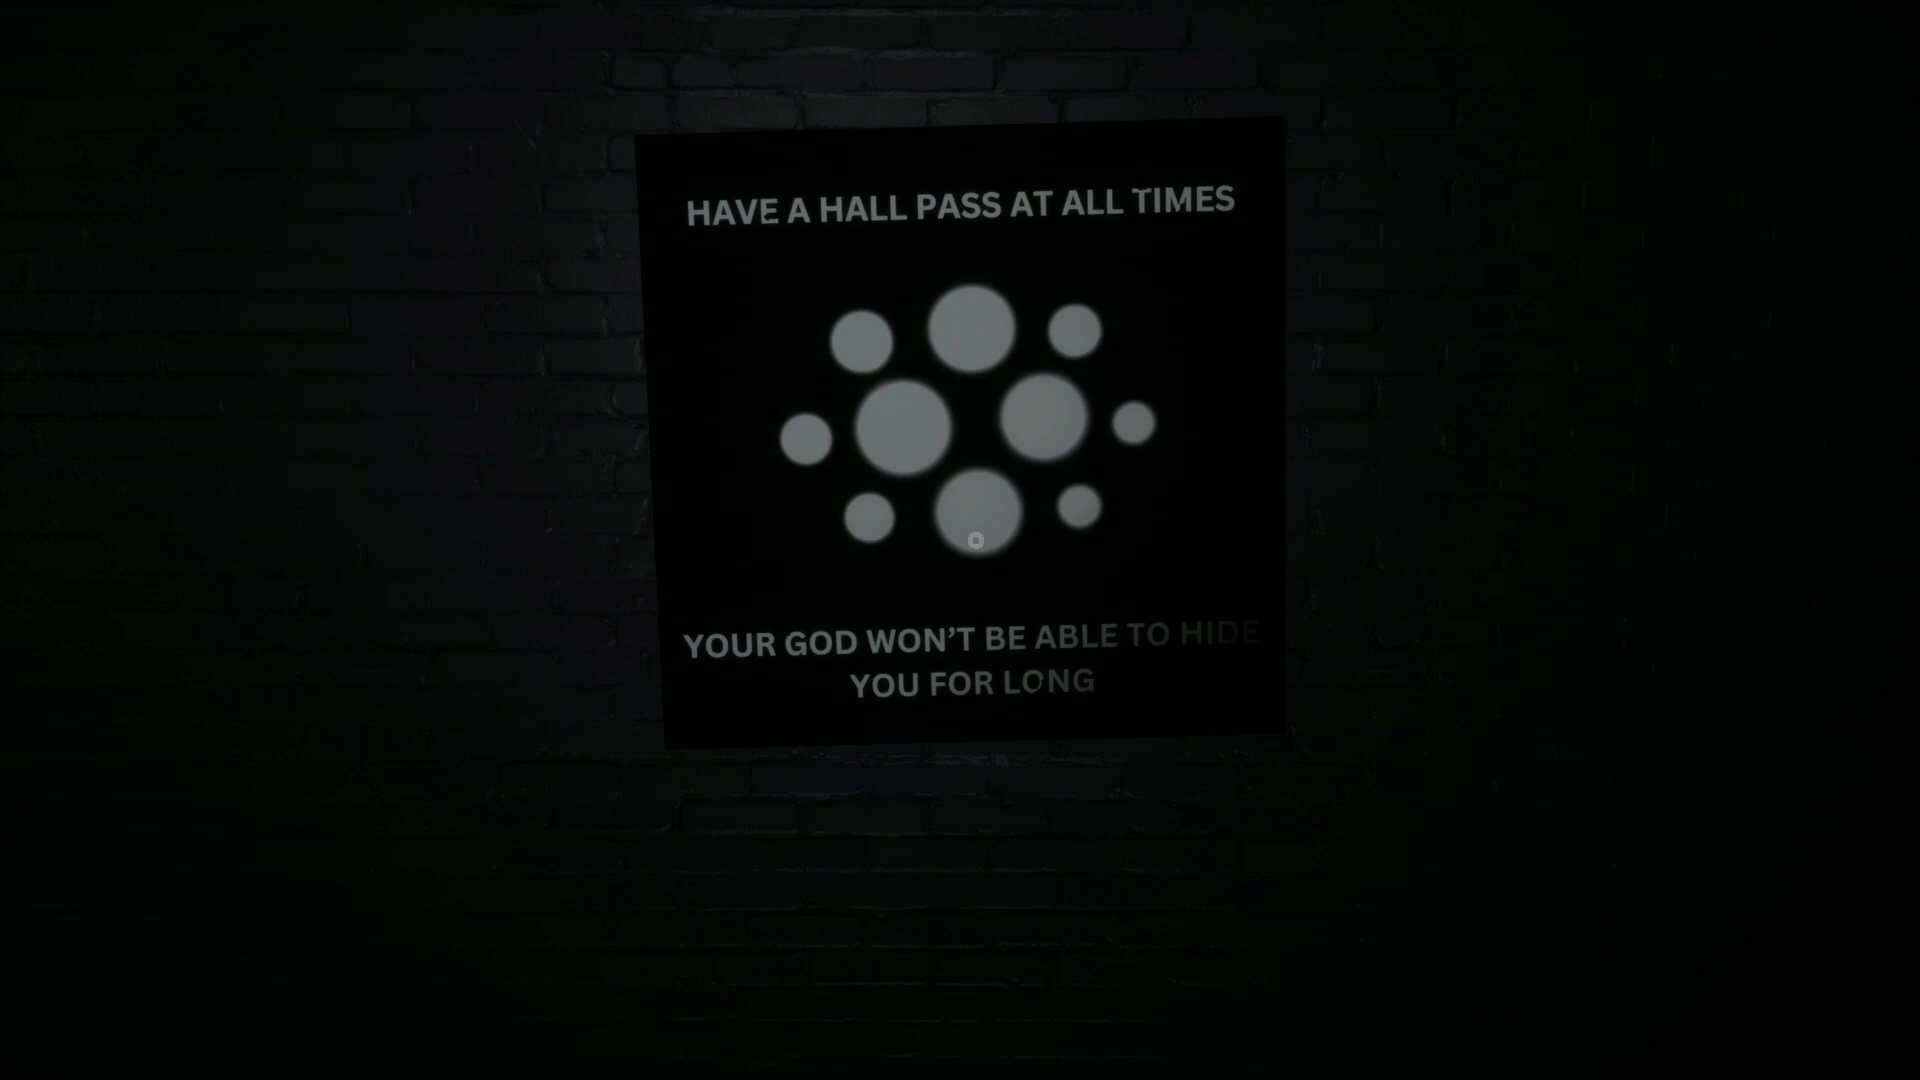 HAVE A HALL PASS AT ALL TIMES
YOUR GOD WON'T BE ABLE TO HIDE
YOU FOR LONG